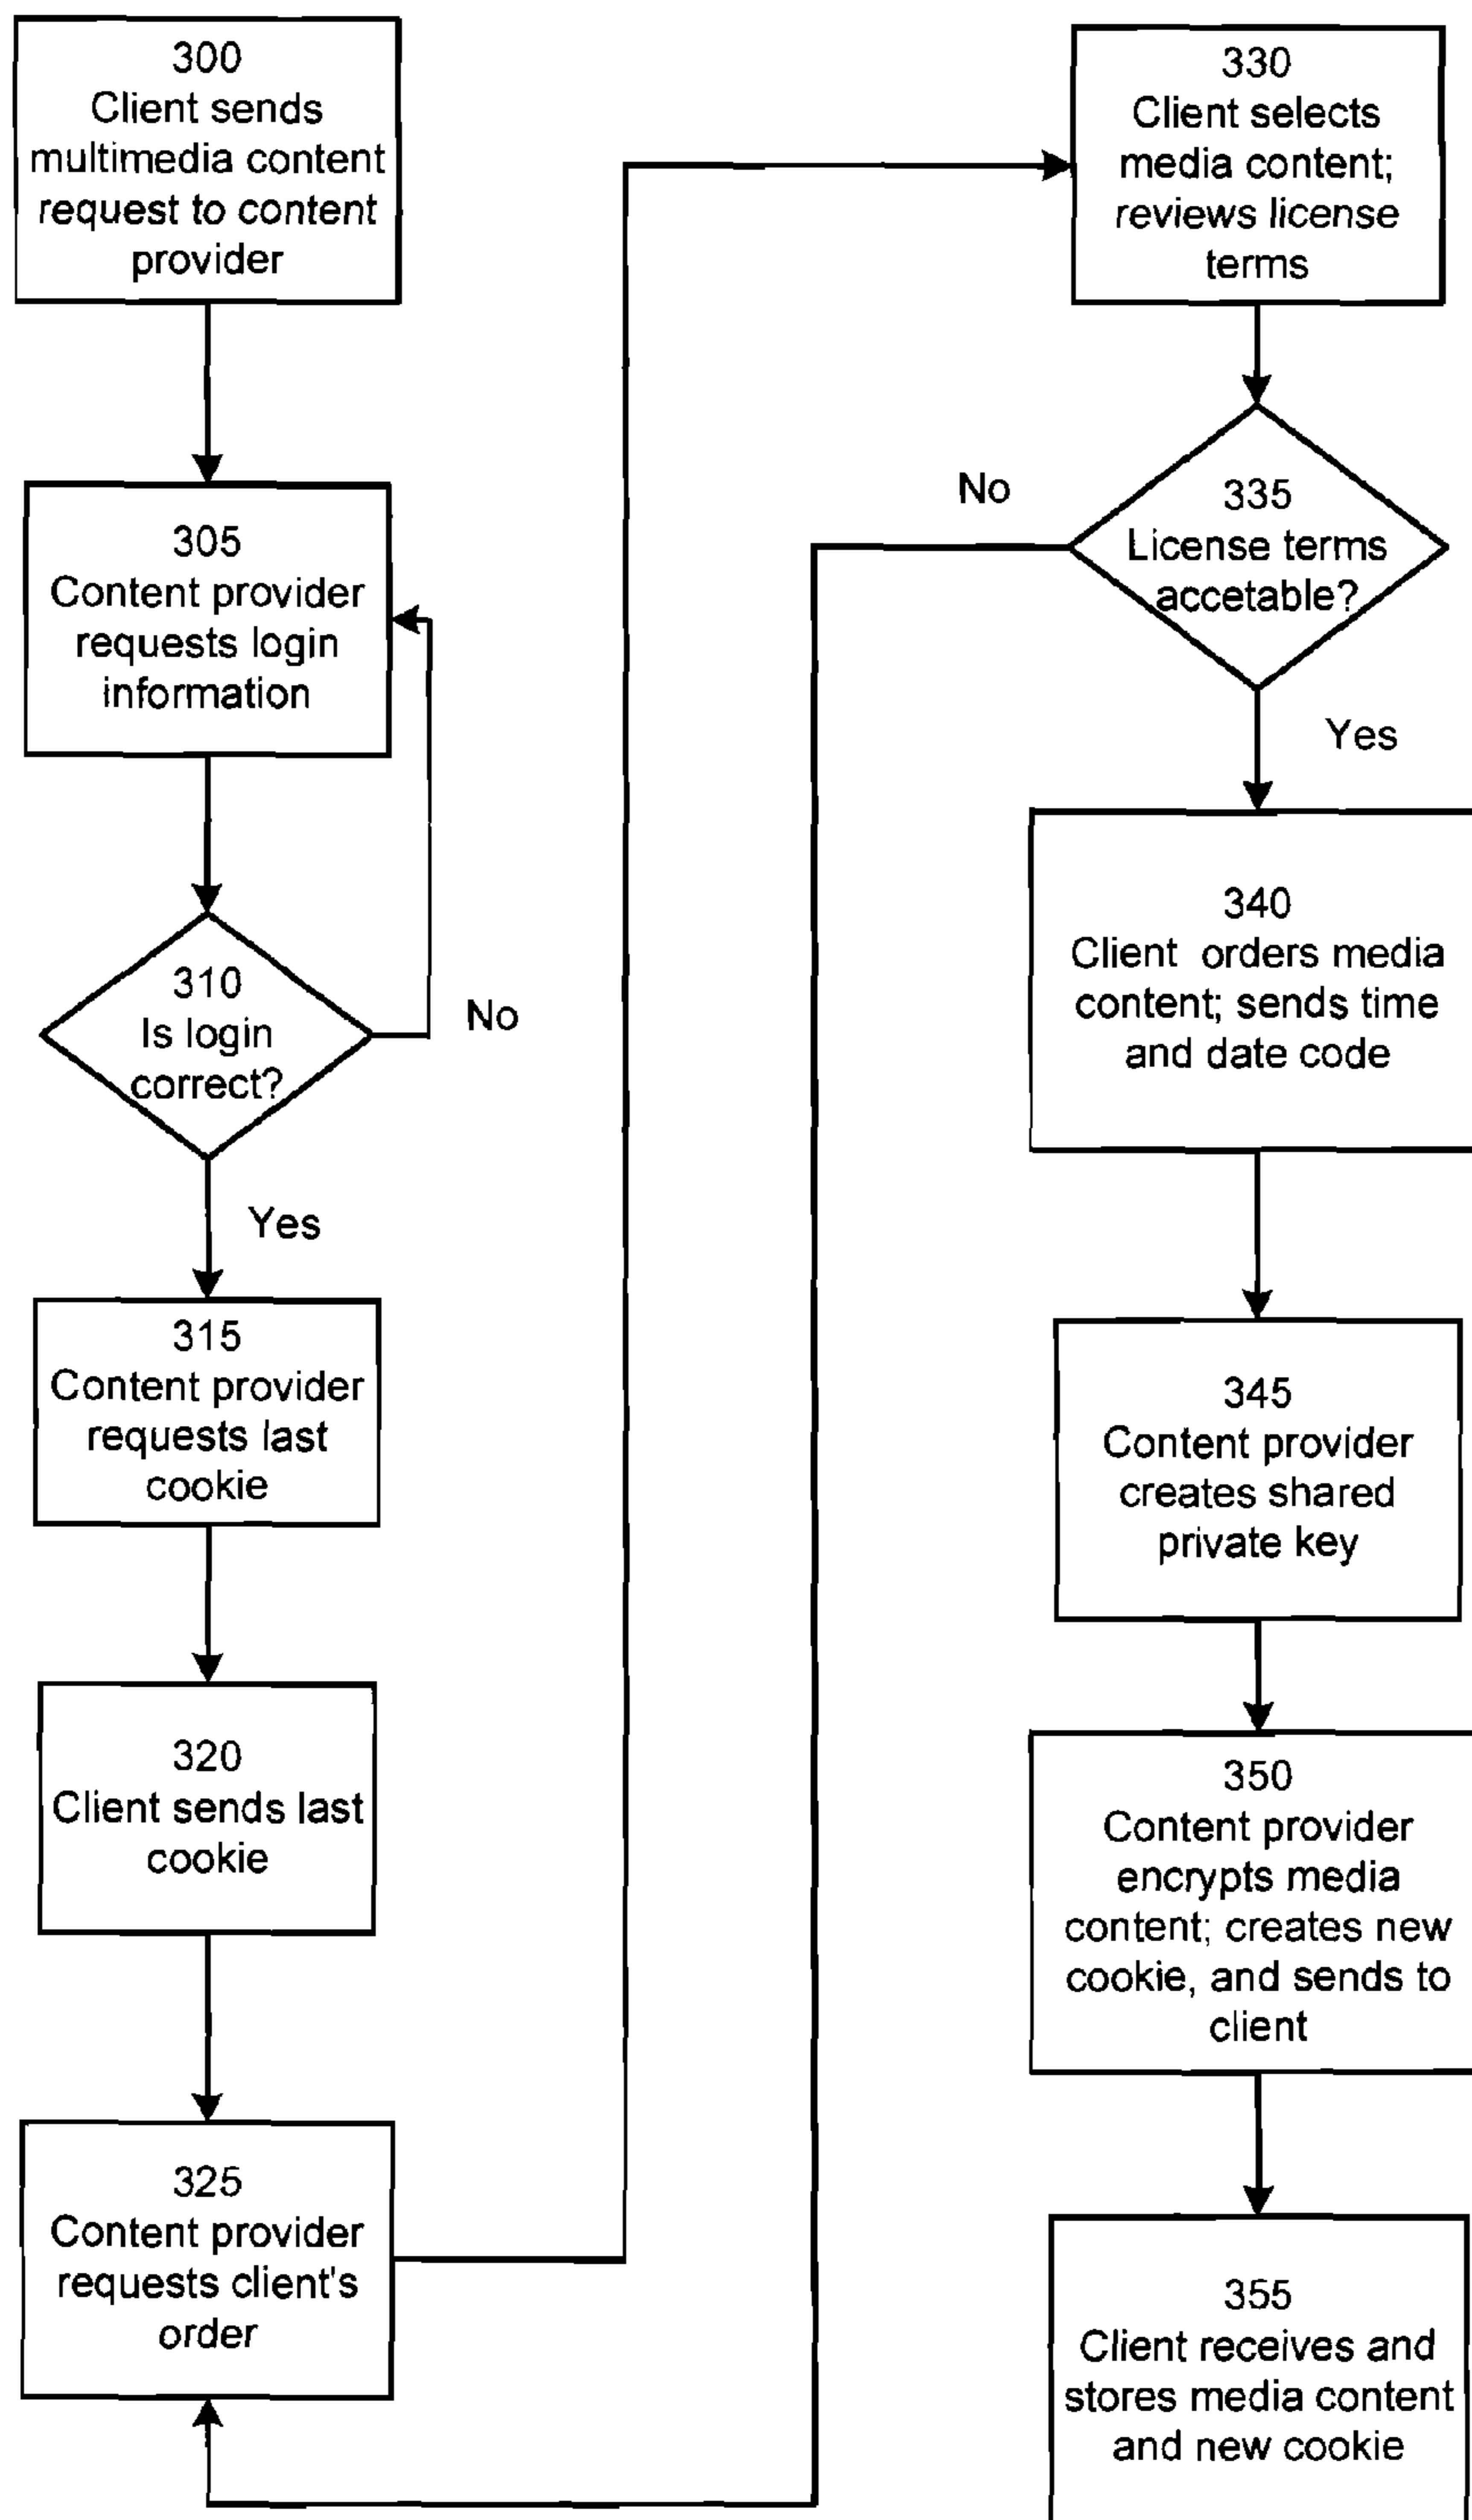 300
Client sends
multimedia content
request to content
provider
305
Content provider
requests login
information
310
Is login
correct?
No
Yes
315
Content provider
requests last
cookie
320
Client sends last
cookie
325
Content provider
requests client's
order
330
Client selects
media content;
reviews license
terms
335
License terms
accetable?
No
Yes
340
Client orders media
content; sends time
and date code
345
Content provider
creates shared
private key
350
Content provider
encrypts media
content; creates new
cookie, and sends to
client
355
Client receives and
stores media content
and new cookie